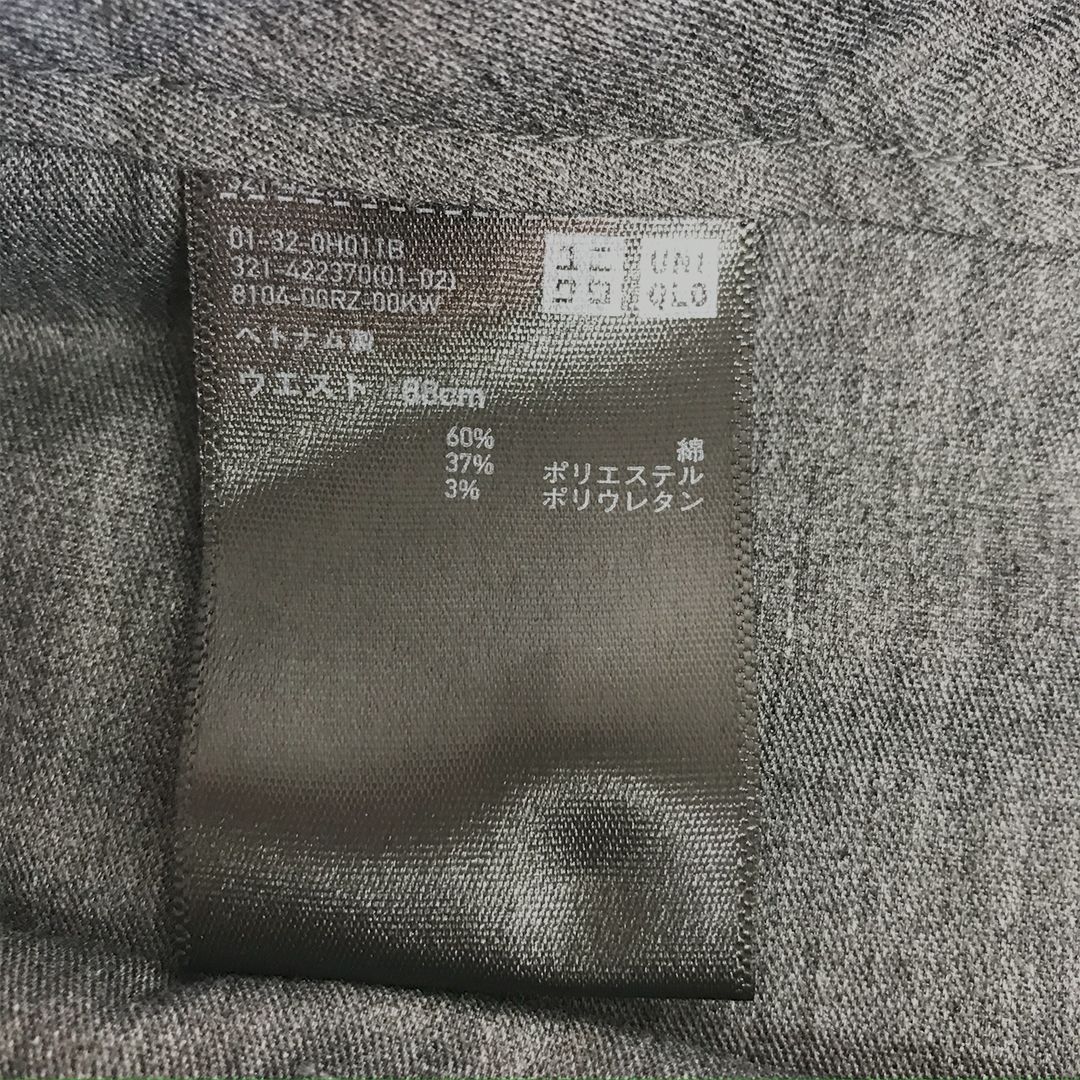 01-32-0H01IB
321-422370(01-02)
8104-0GRZ-00KW
ユニ
クロ
UNI
QLO
ベトナム製
ウエスト
60% 綿
37% ポリエステル
3% ポリウレタン